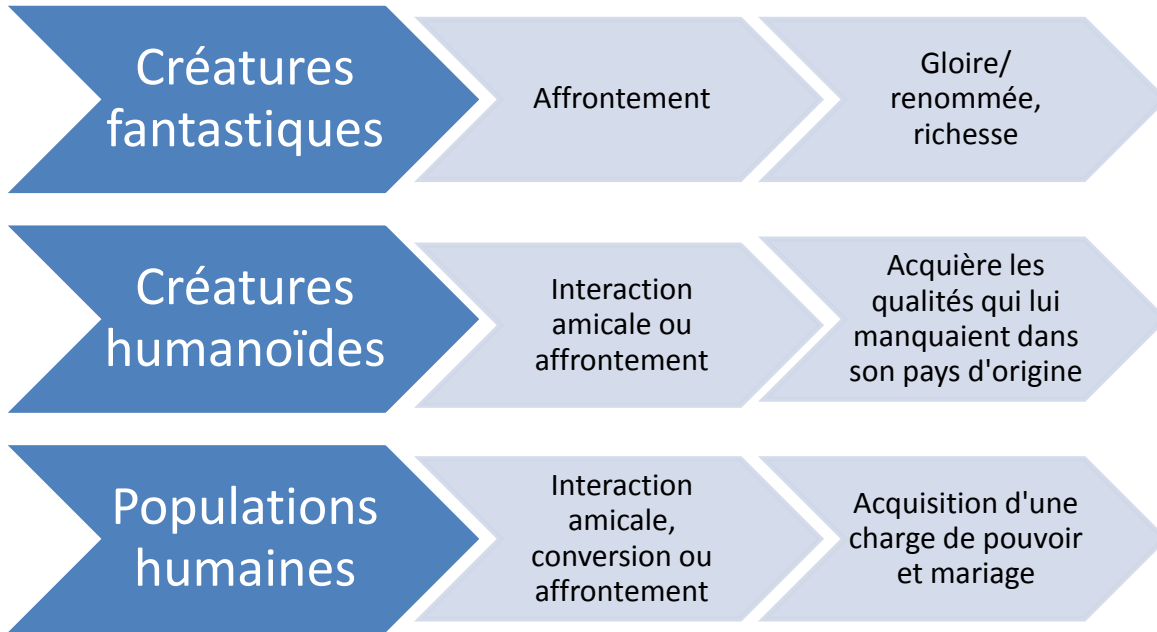 Créatures
fantastiques
Affrontement
Gloire/
renommée,
richesse
Créatures
humanoïdes
Interaction
amicale ou
affrontement
Acquière les
qualités qui lui
manquaient dans
son pays d'origine
Populations
humaines
Interaction
amicale,
conversion ou
affrontement
Acquisition d'une
charge de pouvoir
et mariage